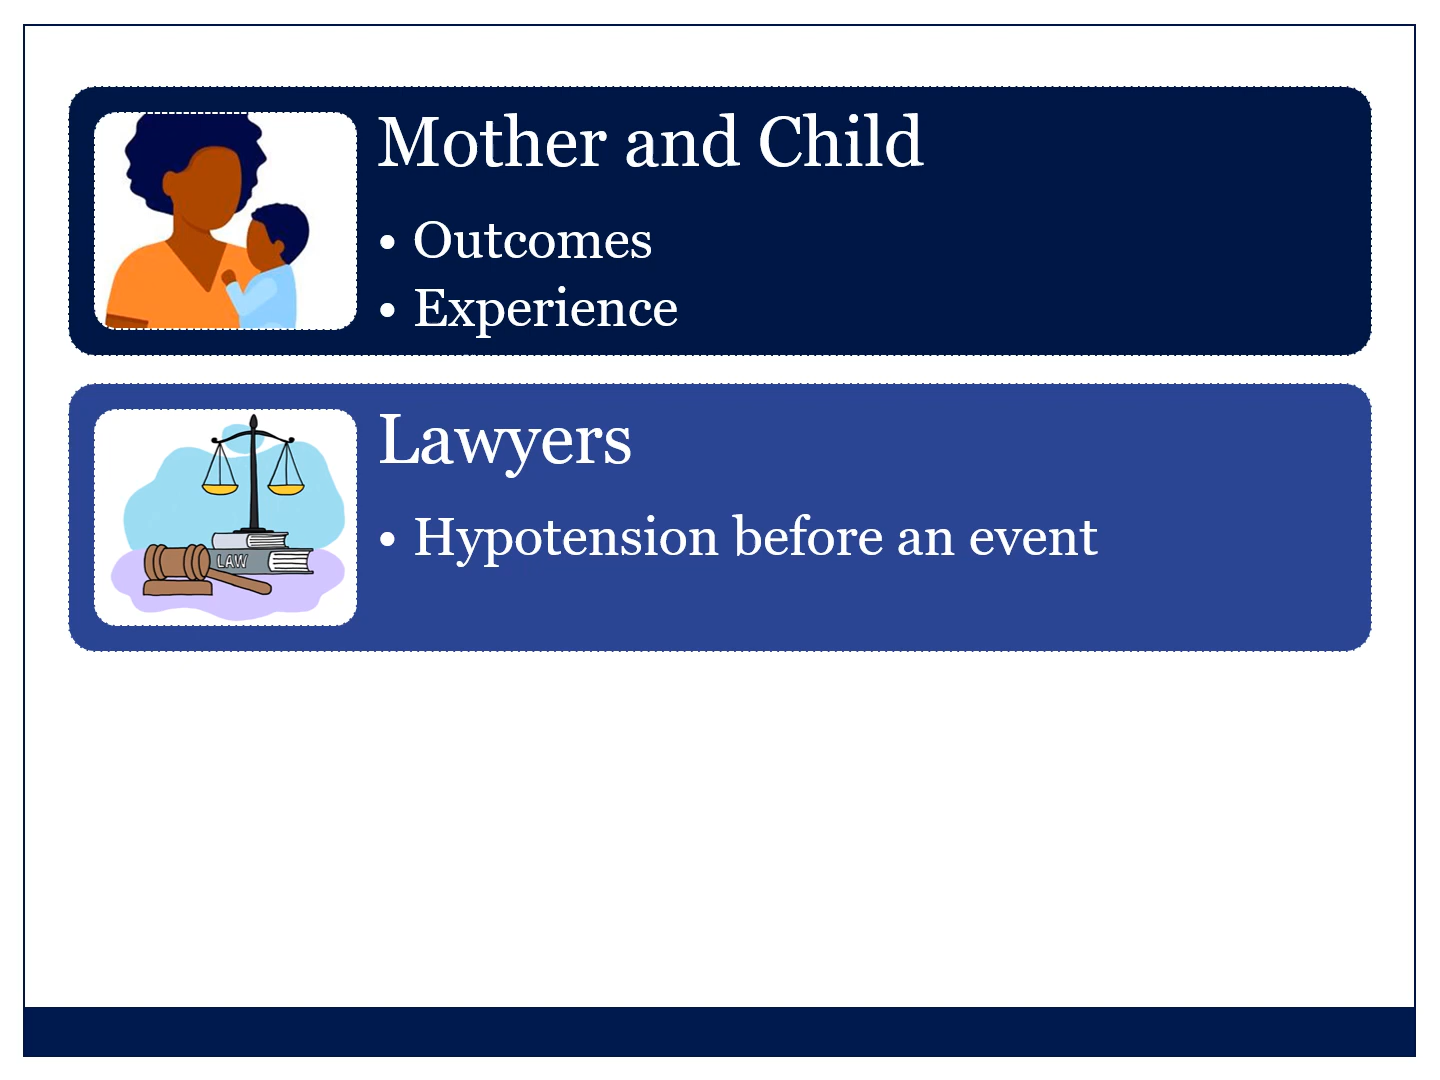 Mother and Child
• Outcomes
• Experience
Lawyers
LAW
• Hypotension before an event